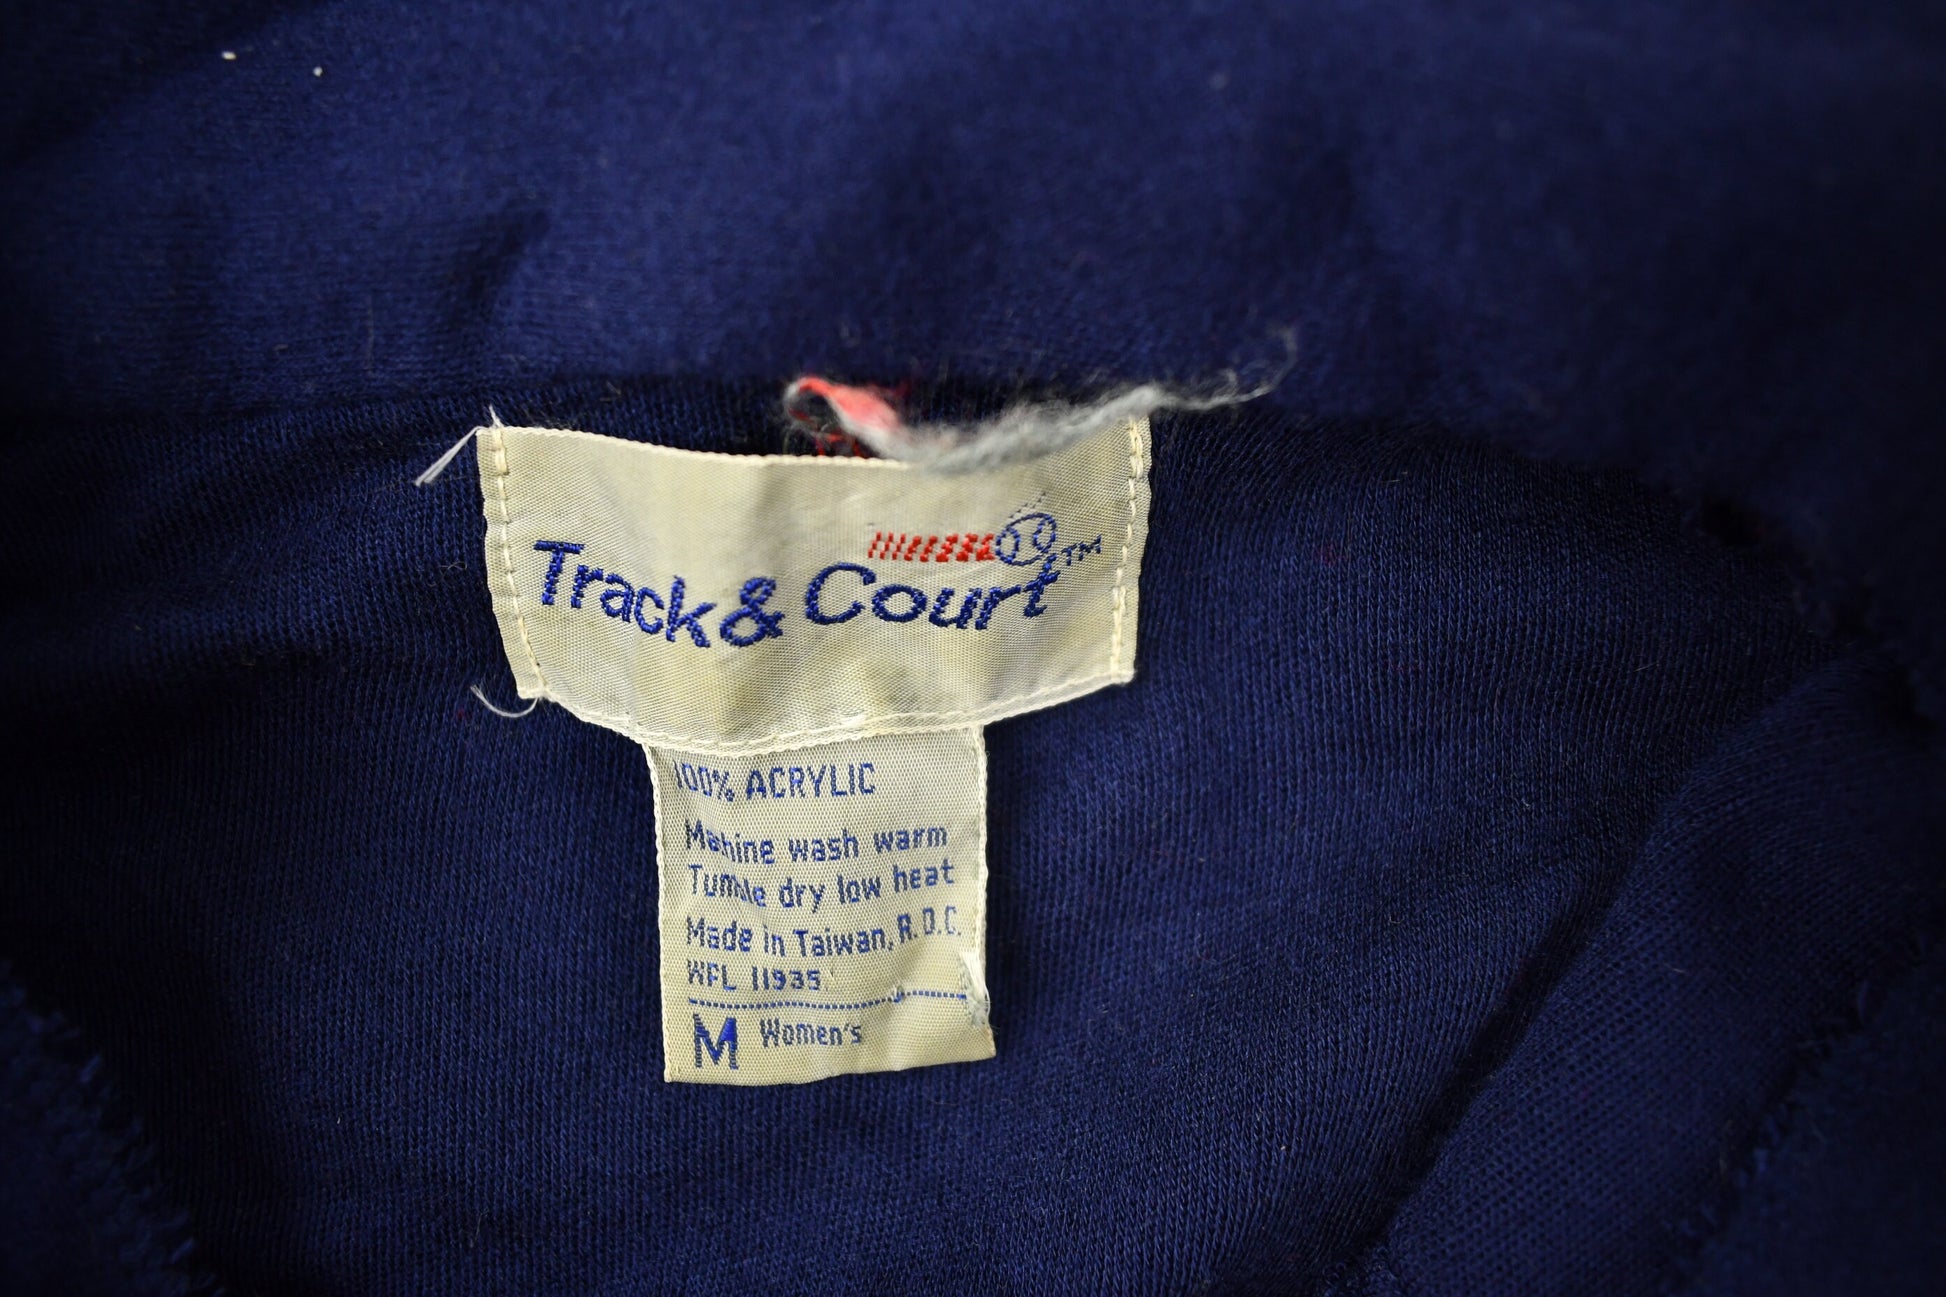 Track & Court™
100% ACRYLIC
Machine wash warm
Tumble dry low heat
Made in Taiwan, R.O.C.
WPL 11935
M Women's